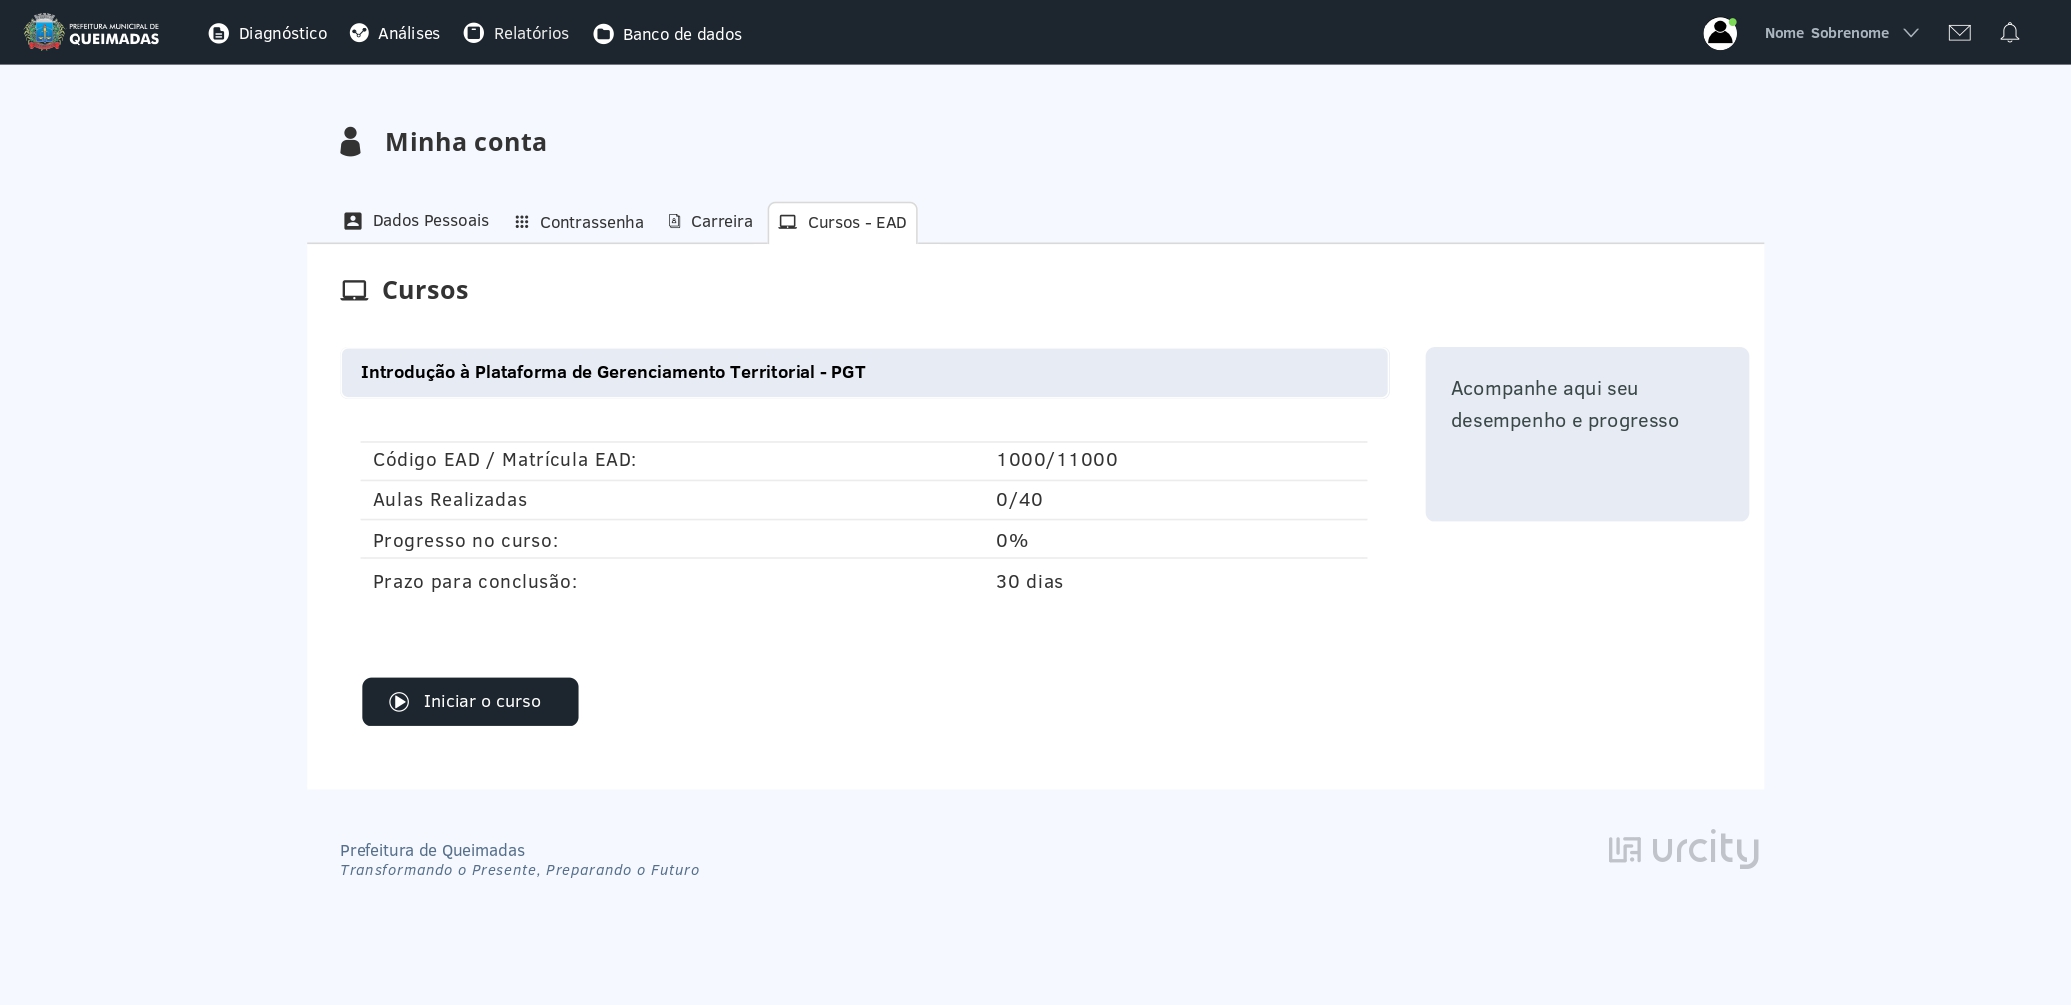 PREFEITURA MUNICIPAL DE
QUEIMADAS
Diagnóstico
Análises
Relatórios
Banco de dados
Nome Sobrenome
Minha conta
Dados Pessoais
Contrassenha
Carreira
Cursos - EAD
Cursos
Introdução à Plataforma de Gerenciamento Territorial - PGT
Acompanhe aqui seu
desempenho e progresso
Código EAD / Matrícula EAD: 1000/11000
Aulas Realizadas 0/40
Progresso no curso: 0%
Prazo para conclusão: 30 dias
Iniciar o curso
Prefeitura de Queimadas
Transformando o Presente, Preparando o Futuro
urcity